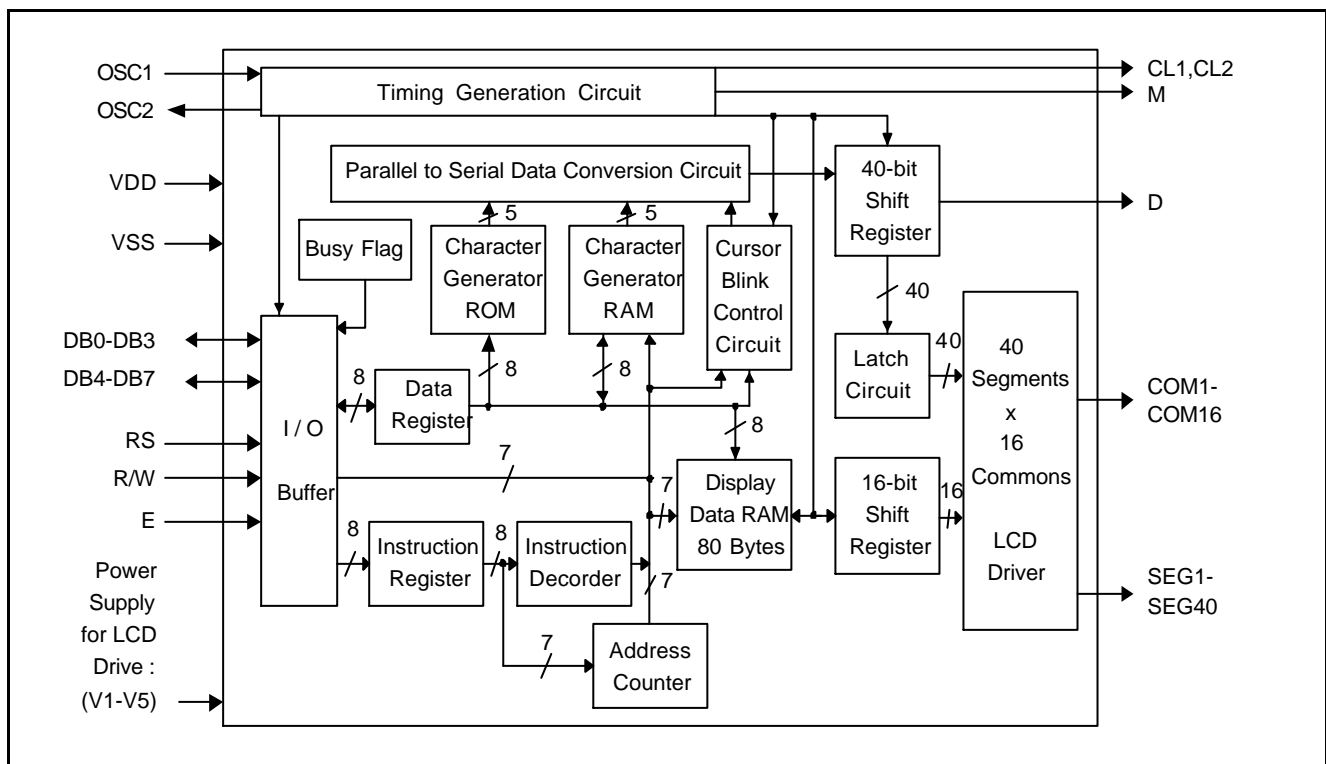 OSC1
OSC2
VDD
VSS
DB0-DB3
DB4-DB7
RS
R/W
E
Power
Supply
for LCD
Drive :
(V1-V5)
Timing Generation Circuit
Parallel to Serial Data Conversion Circuit
5
5
Busy Flag
Character
Generator
ROM
Character
Generator
RAM
Cursor
Blink
Control
Circuit
8
8
8
I / O
Buffer
8
Data
Register
7
8
Instruction
Register
8
Instruction
Decorder
7
7
7
Address
Counter
Display
Data RAM
80 Bytes
40-bit
Shift
Register
40
Latch
Circuit
40
16-bit
Shift
Register
16
40
Segments
x
16
Commons
LCD
Driver
CL1,CL2
M
D
COM1-
COM16
SEG1-
SEG40